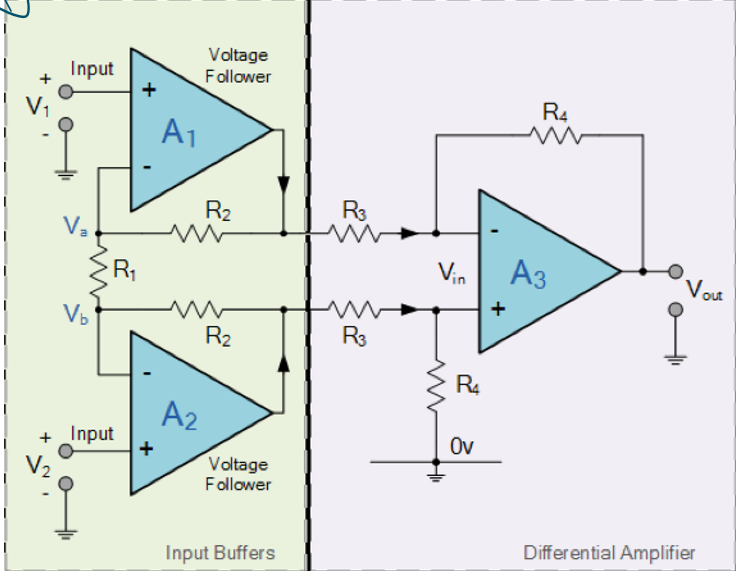 Voltage
Follower
+
Input
V1
-
+
A1
-
Va
R2
R1
Vb
R2
-
A2
+
+
Input
V2
-
Voltage
Follower
Input Buffers
R4
R3
-
Vin
A3
+
R3
Vout
R4
0v
Differential Amplifier